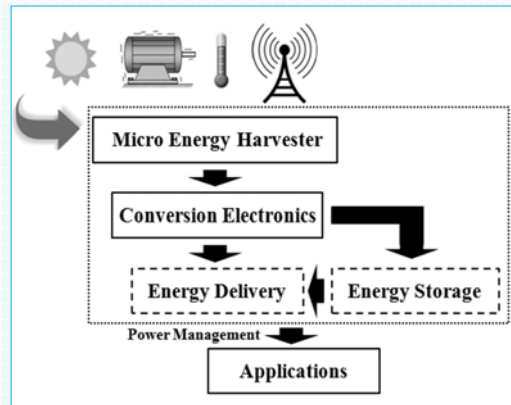 Micro Energy Harvester
Conversion Electronics
Energy Delivery
Energy Storage
Power Management
Applications